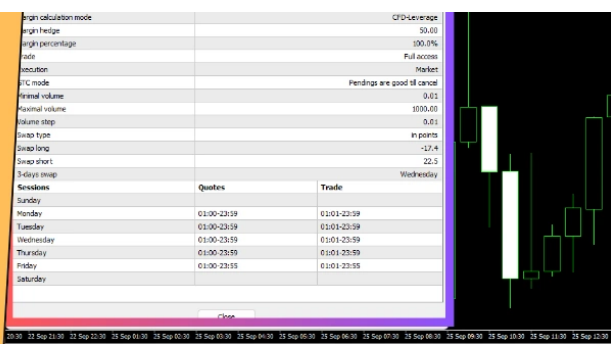 argin calculation mode CFD-Leverage
argin hedge 50.00
argin percentage 100.0%
rade Full access
xecution Market
GTC mode Pendings are good till cancel
Minimal volume 0.01
Maximal volume 1000.00
Volume step 0.01
Swap type in points
Swap long -17.4
Swap short 22.5
3-days swap Wednesday
Sessions Quotes Trade
Sunday
Monday 01:00-23:59 01:01-23:59
Tuesday 01:00-23:59 01:01-23:59
Wednesday 01:00-23:59 01:01-23:59
Thursday 01:00-23:59 01:01-23:59
Friday 01:00-23:55 01:01-23:55
Saturday
Close
20:30 22 Sep 21:30 22 Sep 22:30 25 Sep 01:30 25 Sep 02:30 25 Sep 03:30 25 Sep 04:30 25 Sep 05:30 25 Sep 06:30 25 Sep 07:30 25 Sep 08:30 25 Sep 09:30 25 Sep 10:30 25 Sep 11:30 25 Sep 12:30